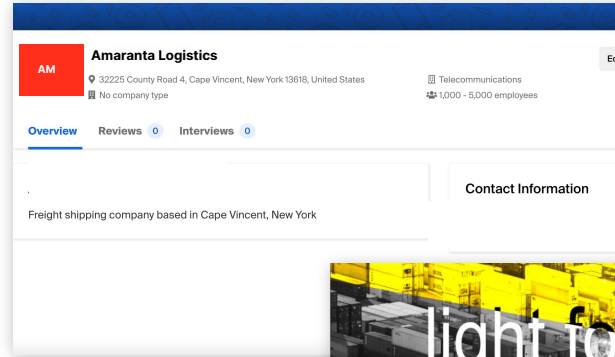 Amaranta Logistics
AM
32225 County Road 4, Cape Vincent, New York 13618, United States
Telecommunications
No company type
1,000 - 5,000 employees
Overview
Reviews 0
Interviews 0
Contact Information
Freight shipping company based in Cape Vincent, New York
light